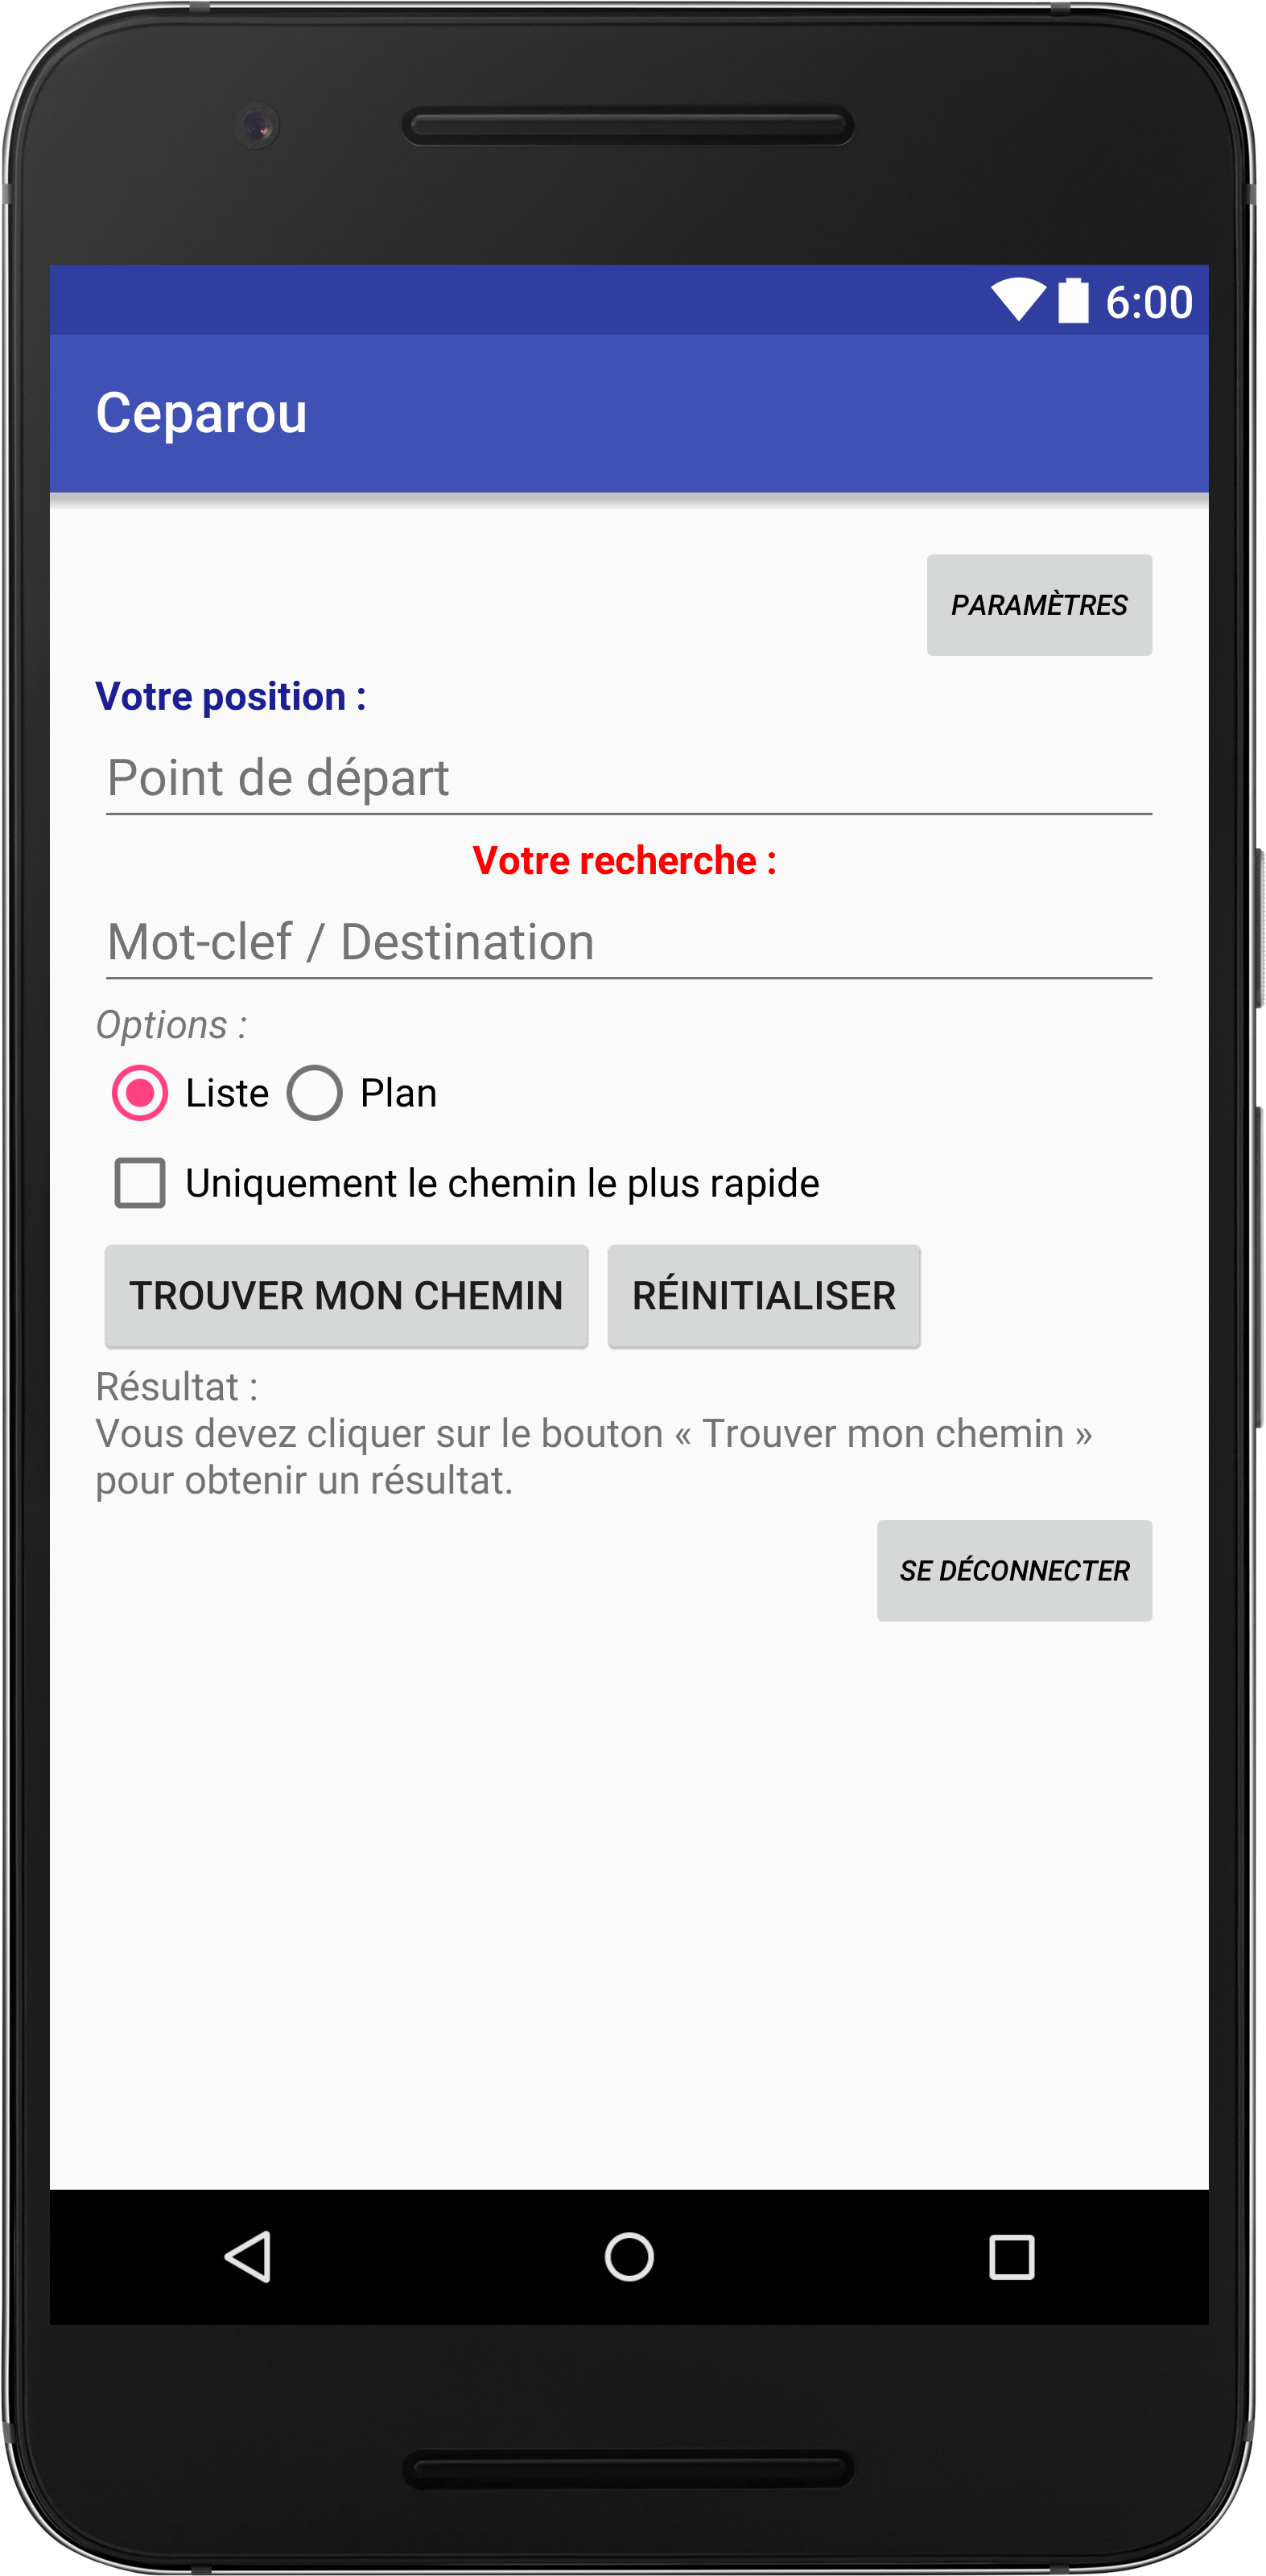 6:00
Ceparou
PARAMÈTRES
Votre position :
Point de départ
Votre recherche :
Mot-clef / Destination
Options :
Liste Plan
Uniquement le chemin le plus rapide
TROUVER MON CHEMIN RÉINITIALISER
Résultat :
Vous devez cliquer sur le bouton « Trouver mon chemin »
pour obtenir un résultat.
SE DÉCONNECTER